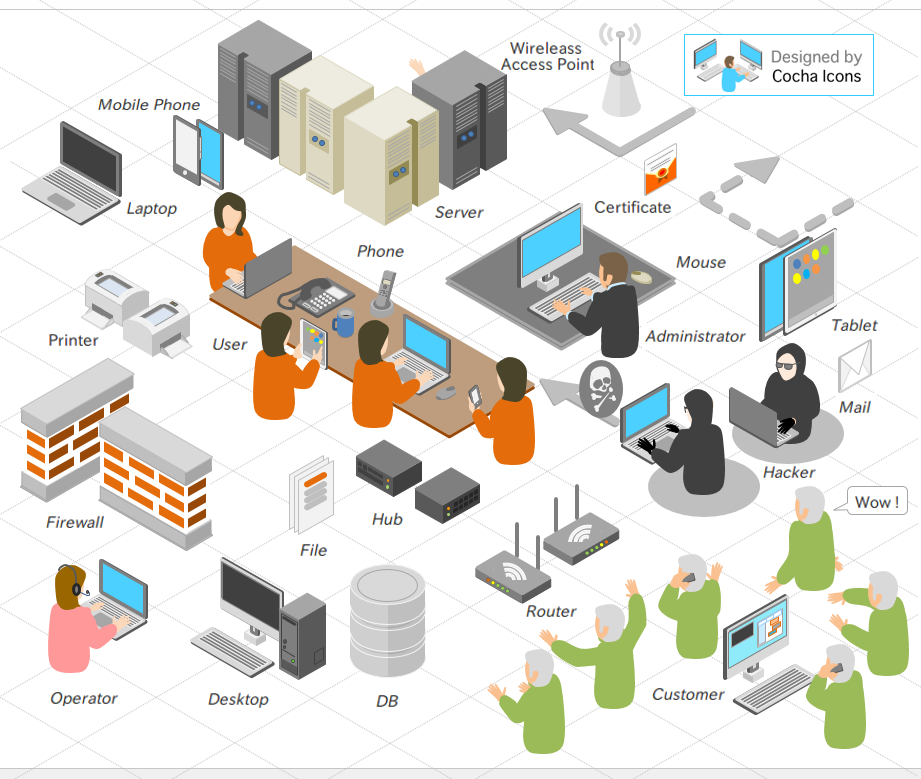 Wireleass
Access Point
Designed by
Cocha Icons
Mobile Phone
Laptop
Server
Certificate
Phone
Mouse
Printer
User
Administrator
Tablet
Mail
Hacker
Firewall
File
Hub
Wow !
Router
Operator
Desktop
DB
Customer